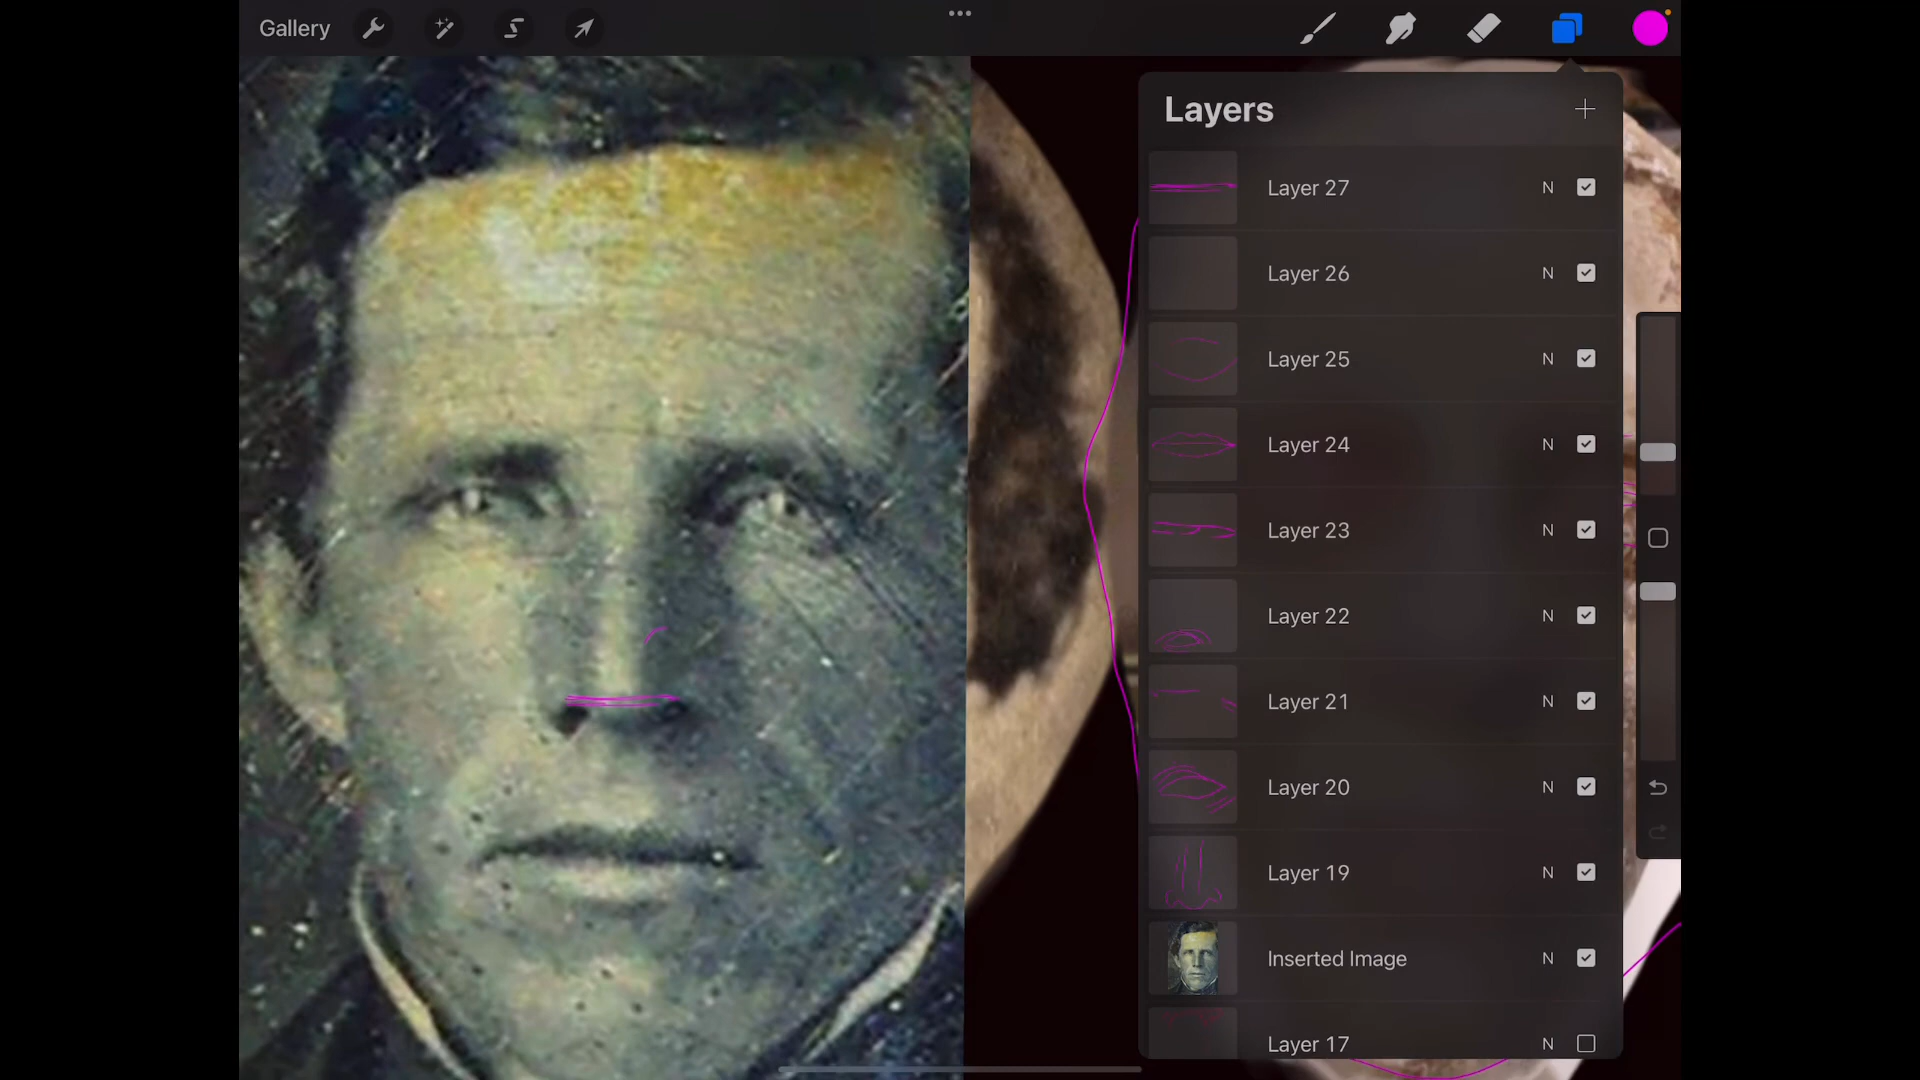 Gallery
Layers
Layer 27 N
Layer 26 N
Layer 25 N
Layer 24 N
Layer 23 N
Layer 22 N
Layer 21 N
Layer 20 N
Layer 19 N
Inserted Image N
Layer 17 N